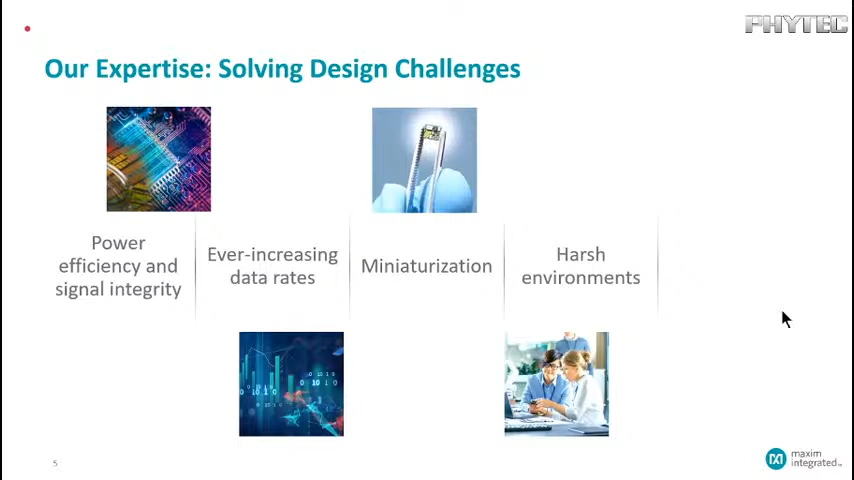 PHYTEC
Our Expertise: Solving Design Challenges
Power
efficiency and
signal integrity
Ever-increasing
data rates
Miniaturization
Harsh
environments
5
maxim
integrated™